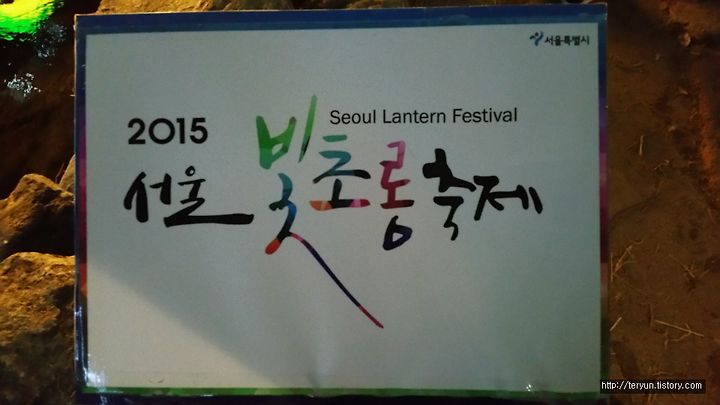 서울특별시
Seoul Lantern Festival
2015
서울 빛초롱축제
http://teryun.tistory.com